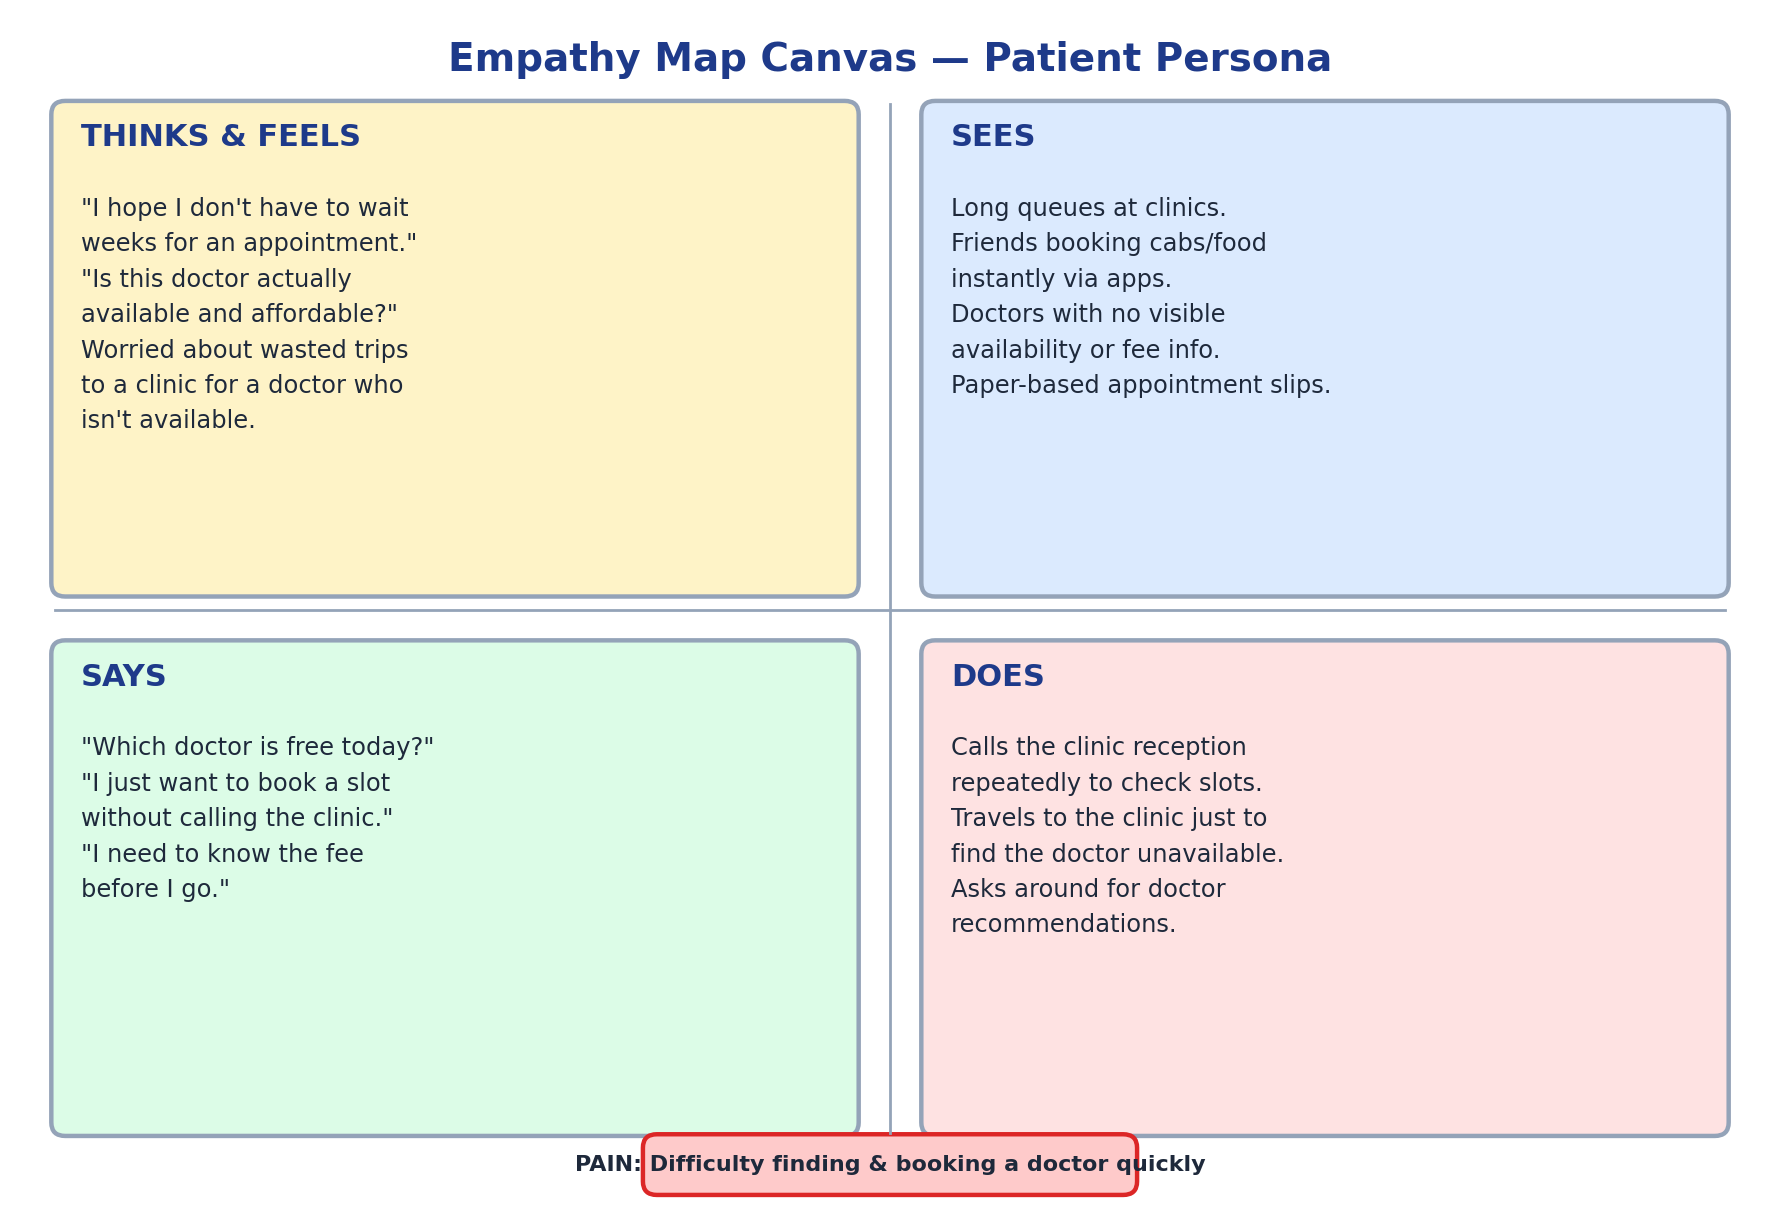 Empathy Map Canvas — Patient Persona
THINKS & FEELS
"I hope I don't have to wait
weeks for an appointment."
"Is this doctor actually
available and affordable?"
Worried about wasted trips
to a clinic for a doctor who
isn't available.
SEES
Long queues at clinics.
Friends booking cabs/food
instantly via apps.
Doctors with no visible
availability or fee info.
Paper-based appointment slips.
SAYS
"Which doctor is free today?"
"I just want to book a slot
without calling the clinic."
"I need to know the fee
before I go."
DOES
Calls the clinic reception
repeatedly to check slots.
Travels to the clinic just to
find the doctor unavailable.
Asks around for doctor
recommendations.
PAIN: Difficulty finding & booking a doctor quickly